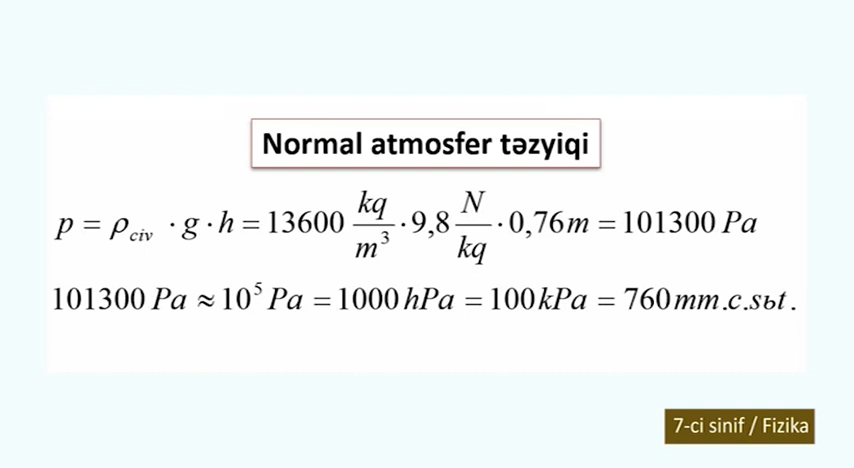 Normal atmosfer təzyiqi
p = ρ_civ · g · h = 13600 kq/m³ · 9,8 N/kq · 0,76m = 101300 Pa
101300 Pa ≈ 10⁵ Pa = 1000 hPa = 100 kPa = 760 mm.c.sьt.
7-ci sinif / Fizika